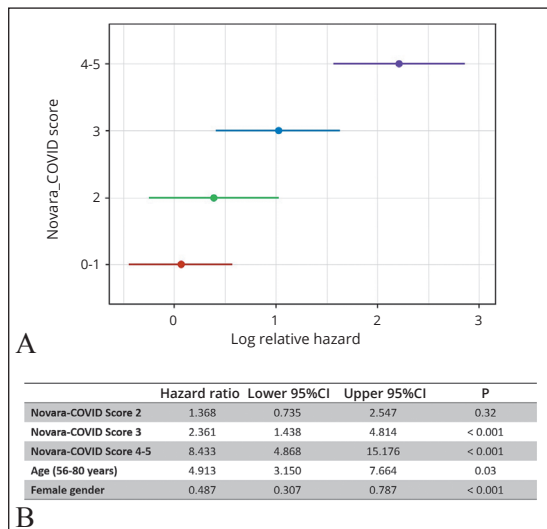 4-5
3
2
0-1
Novara_COVID score
0 1 2 3
Log relative hazard
A
Hazard ratio Lower 95%CI Upper 95%CI P
Novara-COVID Score 2 1.368 0.735 2.547 0.32
Novara-COVID Score 3 2.361 1.438 4.814 < 0.001
Novara-COVID Score 4-5 8.433 4.868 15.176 < 0.001
Age (56-80 years) 4.913 3.150 7.664 0.03
Female gender 0.487 0.307 0.787 < 0.001
B